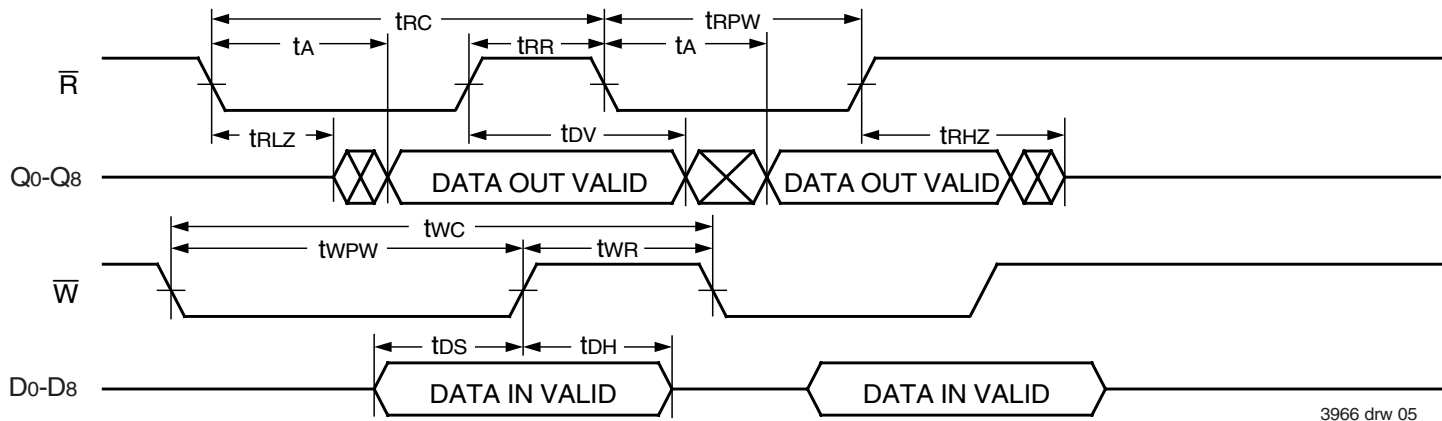 tRC
tRPW
tA
tRR
tA
R̅
tRLZ
tDV
tRHZ
Q0-Q8
DATA OUT VALID
DATA OUT VALID
tWC
tWPW
tWR
W̅
tDS
tDH
D0-D8
DATA IN VALID
DATA IN VALID
3966 drw 05